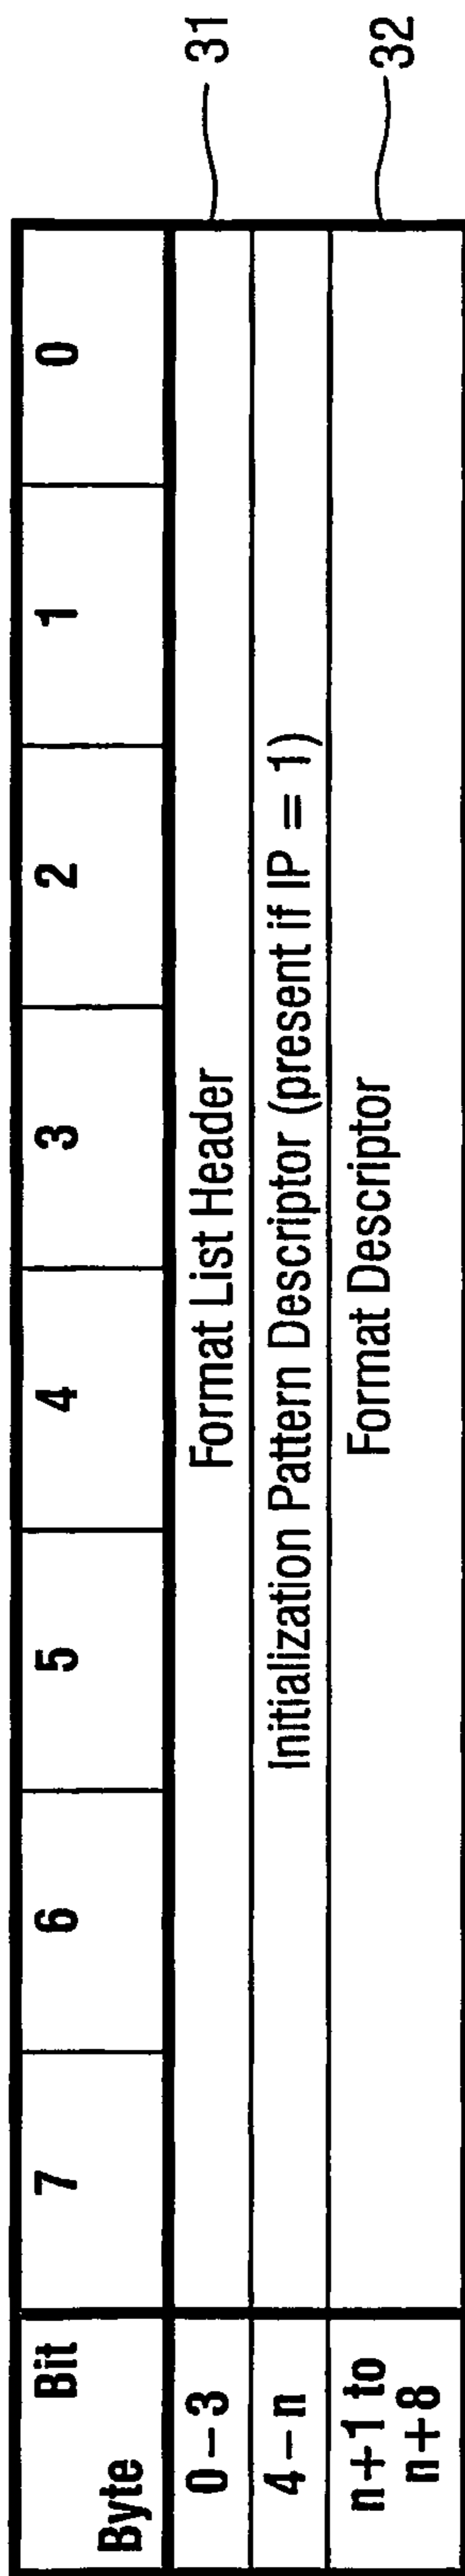 Bit 7 6 5 4 3 2 1 0
Byte
0 – 3 Format List Header 31
4 – n Initialization Pattern Descriptor (present if IP = 1)
n+1 to n+8 Format Descriptor 32